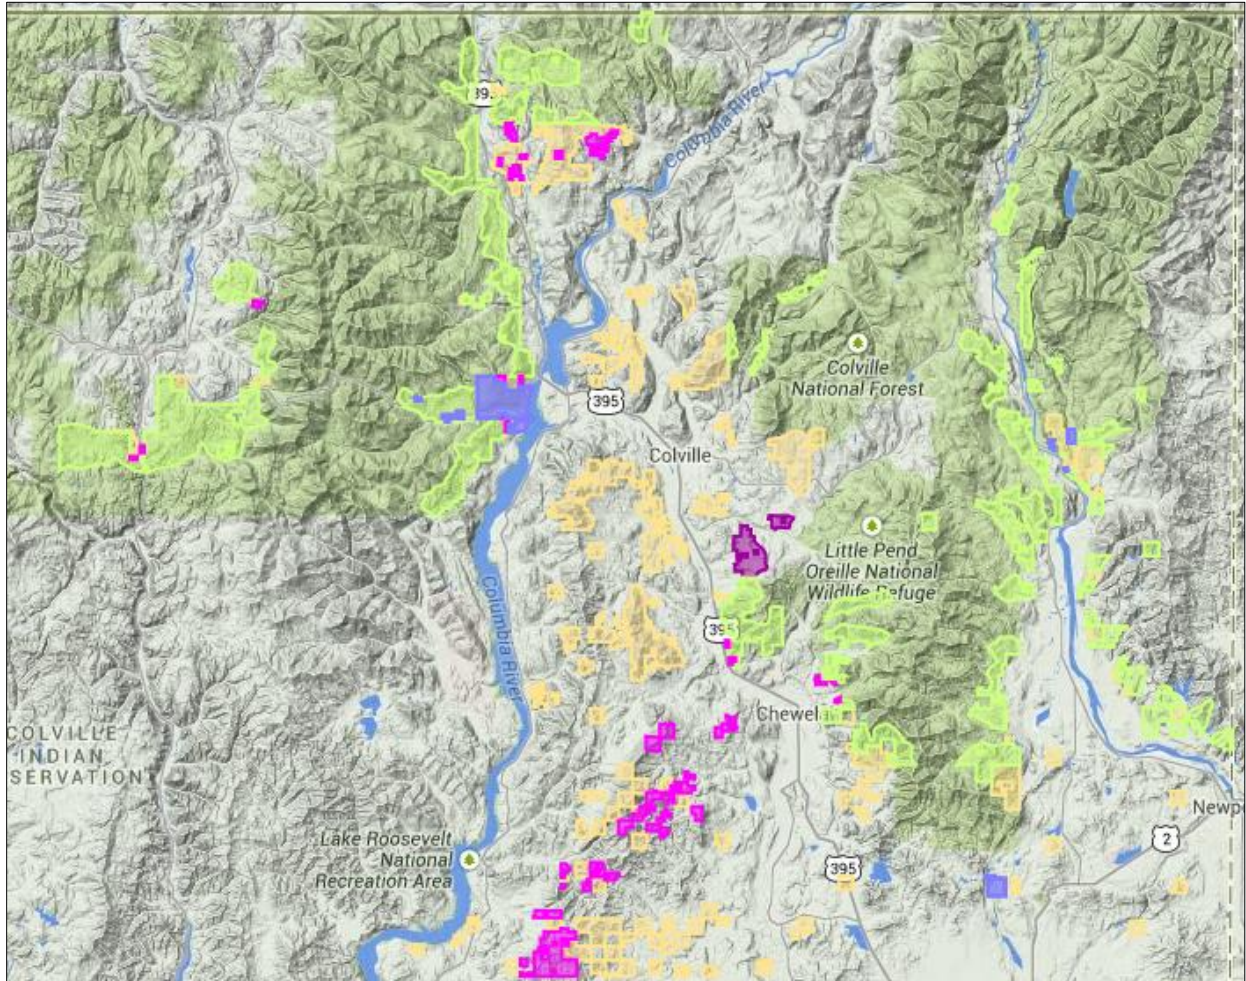 395
Columbia River
Colville
National Forest
395
Colville
Little Pend
Oreille National
Wildlife Refuge
Columbia River
395
Chewelah
COLVILLE
INDIAN
SERVATION
Newp
2
Lake Roosevelt
National
Recreation Area
395